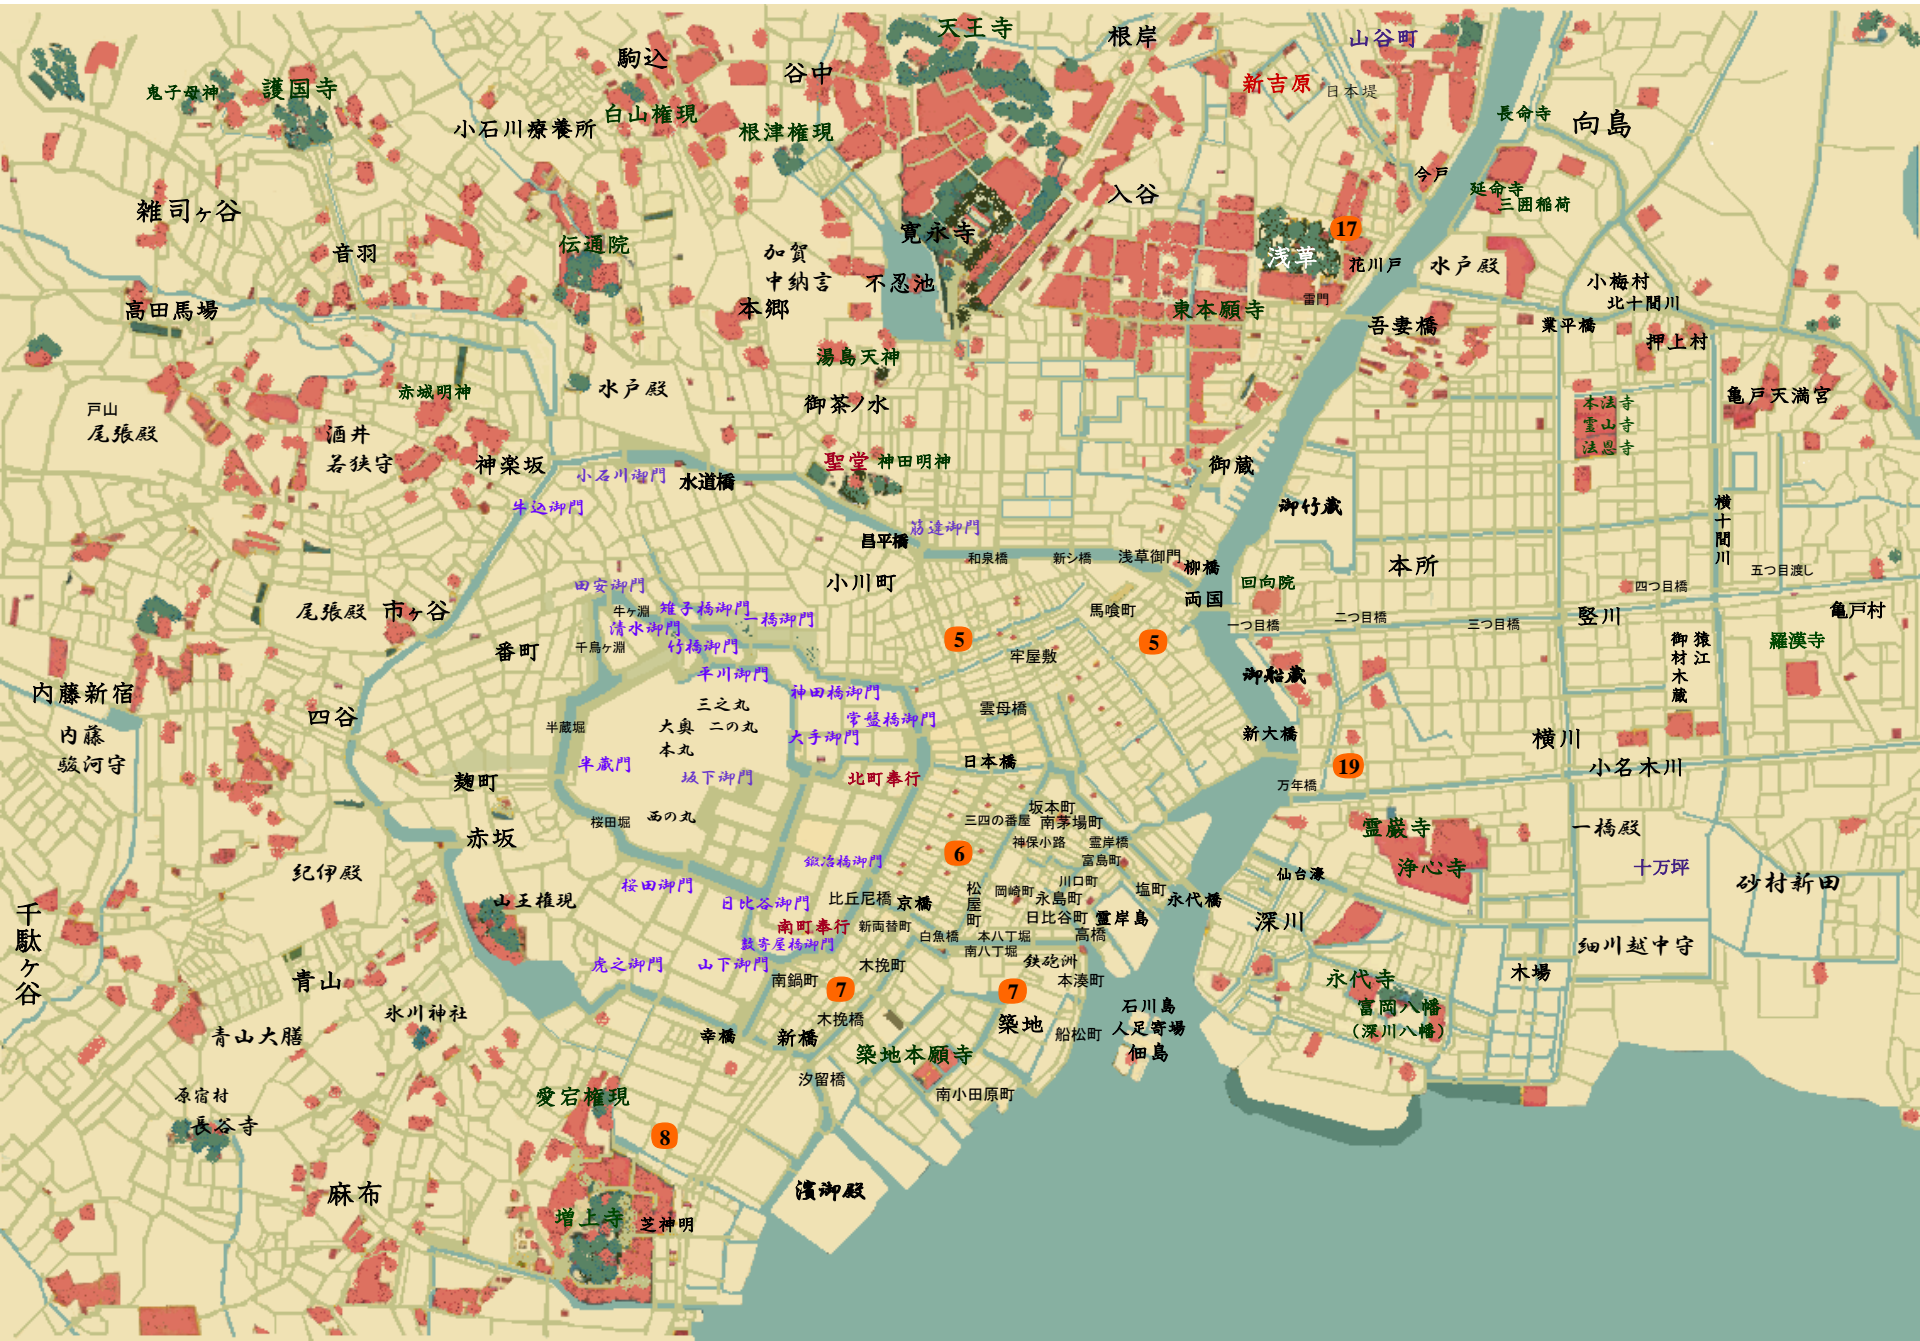 天王寺
根岸
駒込
谷中
山谷町
新吉原
日本堤
鬼子母神
護国寺
白山権現
小石川療養所
根津権現
長命寺
向島
今戸
入谷
延命寺
三囲稲荷
雑司ヶ谷
音羽
伝通院
寛永寺
17
浅草
花川戸
水戸殿
加賀
中納言
不忍池
本郷
雷門
東本願寺
小梅村
北十間川
高田馬場
吾妻橋
業平橋
押上村
湯島天神
赤城明神
水戸殿
御茶ノ水
戸山
尾張殿
酒井
若狭守
本法寺
霊山寺
法恩寺
亀戸天満宮
神楽坂
小石川御門
水道橋
聖堂
神田明神
御蔵
牛込御門
御竹蔵
横十間川
筋違御門
昌平橋
和泉橋
新シ橋
浅草御門
柳橋
本所
五つ目渡し
小川町
回向院
両国
四つ目橋
田安御門
牛ヶ淵
雉子橋御門
一橋御門
清水御門
竹橋御門
千鳥ヶ淵
馬喰町
一つ目橋
二つ目橋
三つ目橋
竪川
亀戸村
尾張殿
市ヶ谷
番町
5
5
牢屋敷
御材木蔵
猿江
羅漢寺
平川御門
御船蔵
内藤新宿
神田橋御門
四谷
三之丸
大奥
二の丸
本丸
常盤橋御門
大手御門
雲母橋
半蔵堀
新大橋
横川
内藤
駿河守
半蔵門
坂下御門
北町奉行
日本橋
19
小名木川
麹町
万年橋
桜田堀
西の丸
坂本町
三四の番屋
南茅場町
神保小路
霊岸橋
富島町
霊巌寺
一橋殿
赤坂
浄心寺
十万坪
砂村新田
鍛冶橋御門
6
紀伊殿
桜田御門
仙台濠
川口町
岡崎町
永島町
塩町
永代橋
松屋町
日比谷御門
比丘尼橋
京橋
日比谷町
霊岸島
深川
山王権現
南町奉行
新両替町
白魚橋
本八丁堀
高橋
数寄屋橋御門
南八丁堀
細川越中守
千駄ヶ谷
虎之御門
山下御門
木挽町
鉄砲洲
木場
青山
南鍋町
7
7
本湊町
永代寺
富岡八幡
(深川八幡)
氷川神社
木挽橋
築地
石川島
人足寄場
佃島
青山大膳
幸橋
新橋
船松町
築地本願寺
汐留橋
南小田原町
原宿村
長谷寺
愛宕権現
8
麻布
濱御殿
増上寺
芝神明